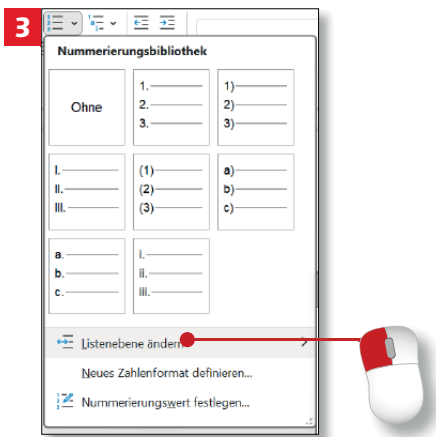 3
Nummerierungsbibliothek
Ohne
1.
2.
3.
1)
2)
3)
I.
II.
III.
(1)
(2)
(3)
a)
b)
c)
a.
b.
c.
i.
ii.
iii.
Listenebene ändern
Neues Zahlenformat definieren...
Nummerierungswert festlegen...